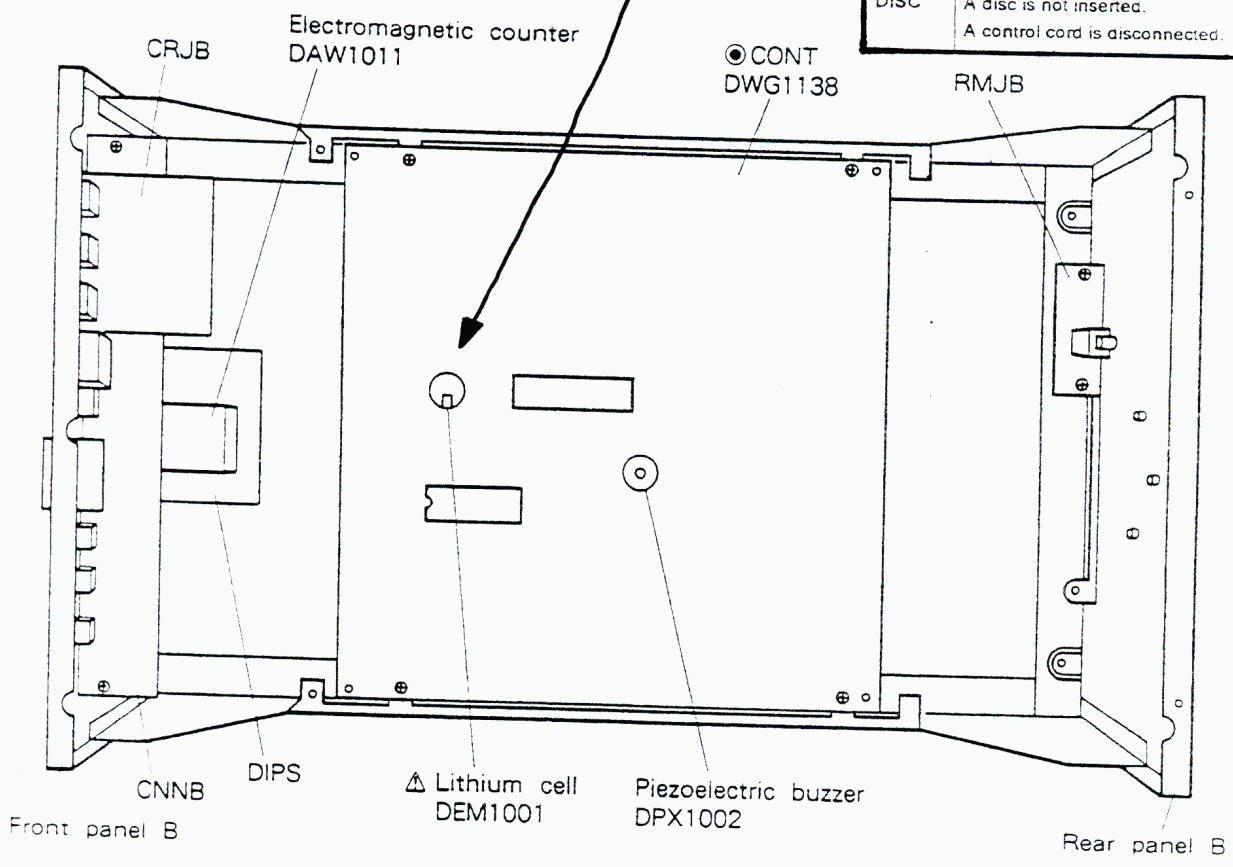 DISC
A disc is not inserted.
A control cord is disconnected.
Electromagnetic counter
DAW1011
CRJB
◉ CONT
DWG1138
RMJB
CNNB
DIPS
⚠ Lithium cell
DEM1001
Piezoelectric buzzer
DPX1002
Front panel B
Rear panel B